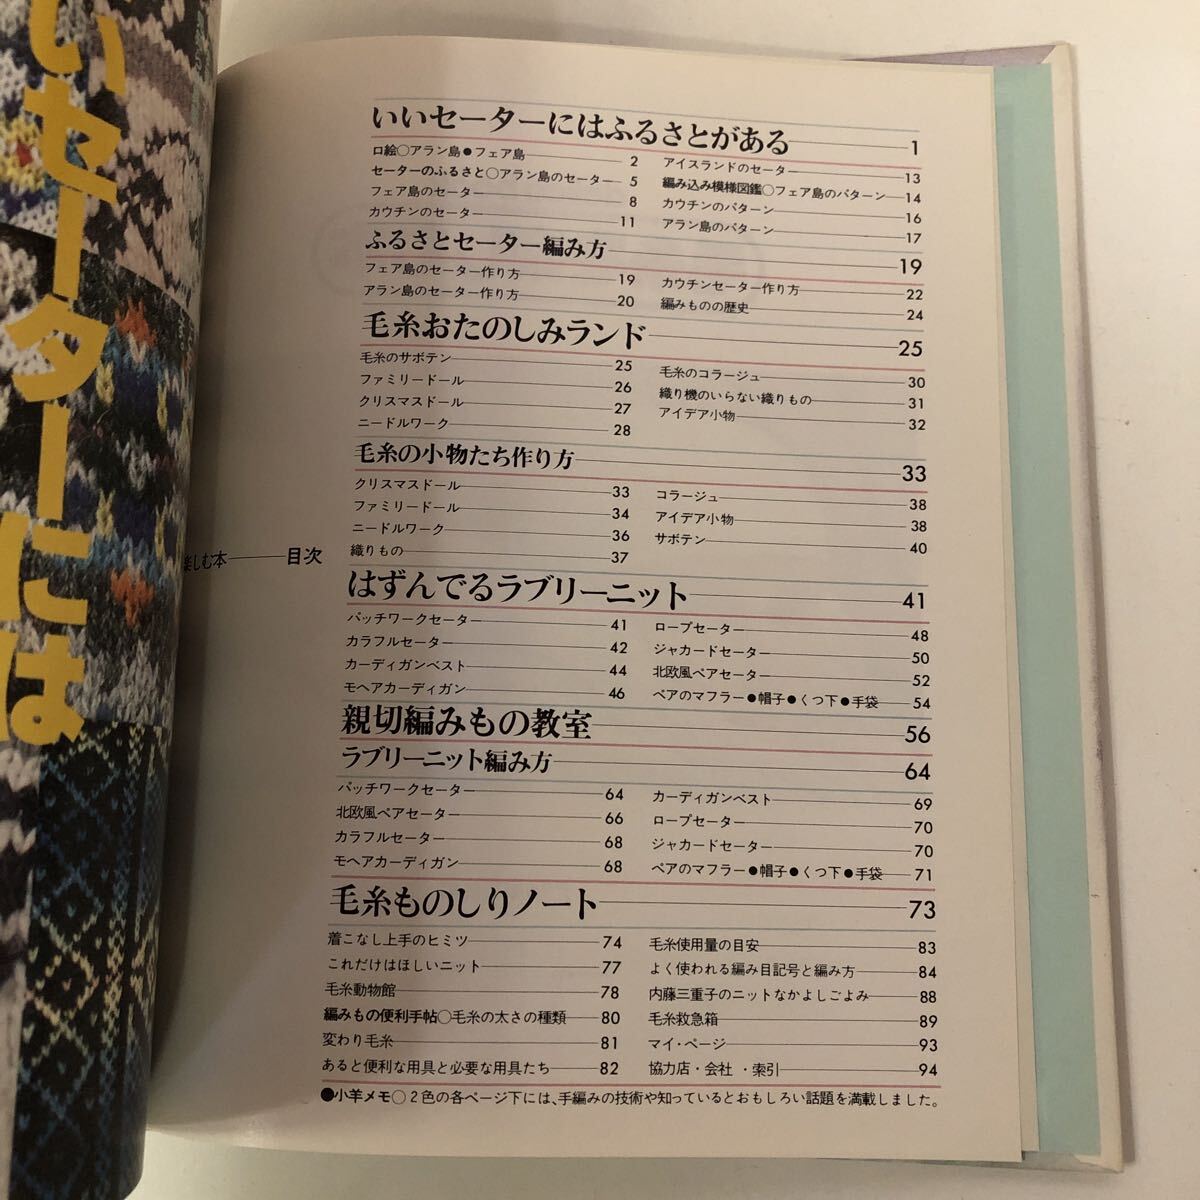 いセーターには
楽しむ本――目次
いいセーターにはふるさとがある――1
口絵○アラン島●フェア島――2
セーターのふるさと○アラン島のセーター――5
フェア島のセーター――8
カウチンのセーター――11
アイスランドのセーター――13
編み込み模様図鑑○フェア島のパターン――14
カウチンのパターン――16
アラン島のパターン――17
ふるさとセーター編み方――19
フェア島のセーター作り方――19
アラン島のセーター作り方――20
カウチンセーター作り方――22
編みものの歴史――24
毛糸おたのしみランド――25
毛糸のサボテン――25
ファミリードール――26
クリスマスドール――27
ニードルワーク――28
毛糸のコラージュ――30
織り機のいらない織りもの――31
アイデア小物――32
毛糸の小物たち作り方――33
クリスマスドール――33
ファミリードール――34
ニードルワーク――36
織りもの――37
コラージュ――38
アイデア小物――38
サボテン――40
はずんでるラブリーニット――41
パッチワークセーター――41
カラフルセーター――42
カーディガンベスト――44
モヘアカーディガン――46
ロープセーター――48
ジャカードセーター――50
北欧風ペアセーター――52
ペアのマフラー●帽子●くつ下●手袋――54
親切編みもの教室――56
ラブリーニット編み方――64
パッチワークセーター――64
北欧風ペアセーター――66
カラフルセーター――68
モヘアカーディガン――68
カーディガンベスト――69
ロープセーター――70
ジャカードセーター――70
ペアのマフラー●帽子●くつ下●手袋――71
毛糸ものしりノート――73
着こなし上手のヒミツ――74
これだけはほしいニット――77
毛糸動物館――78
編みもの便利手帖○毛糸の太さの種類――80
変わり毛糸――81
あると便利な用具と必要な用具たち――82
毛糸使用量の目安――83
よく使われる編み目記号と編み方――84
内藤三重子のニットなかよしごよみ――88
毛糸救急箱――89
マイ・ページ――93
協力店・会社・索引――94
●小羊メモ○2色の各ページ下には、手編みの技術や知っているとおもしろい話題を満載しました。